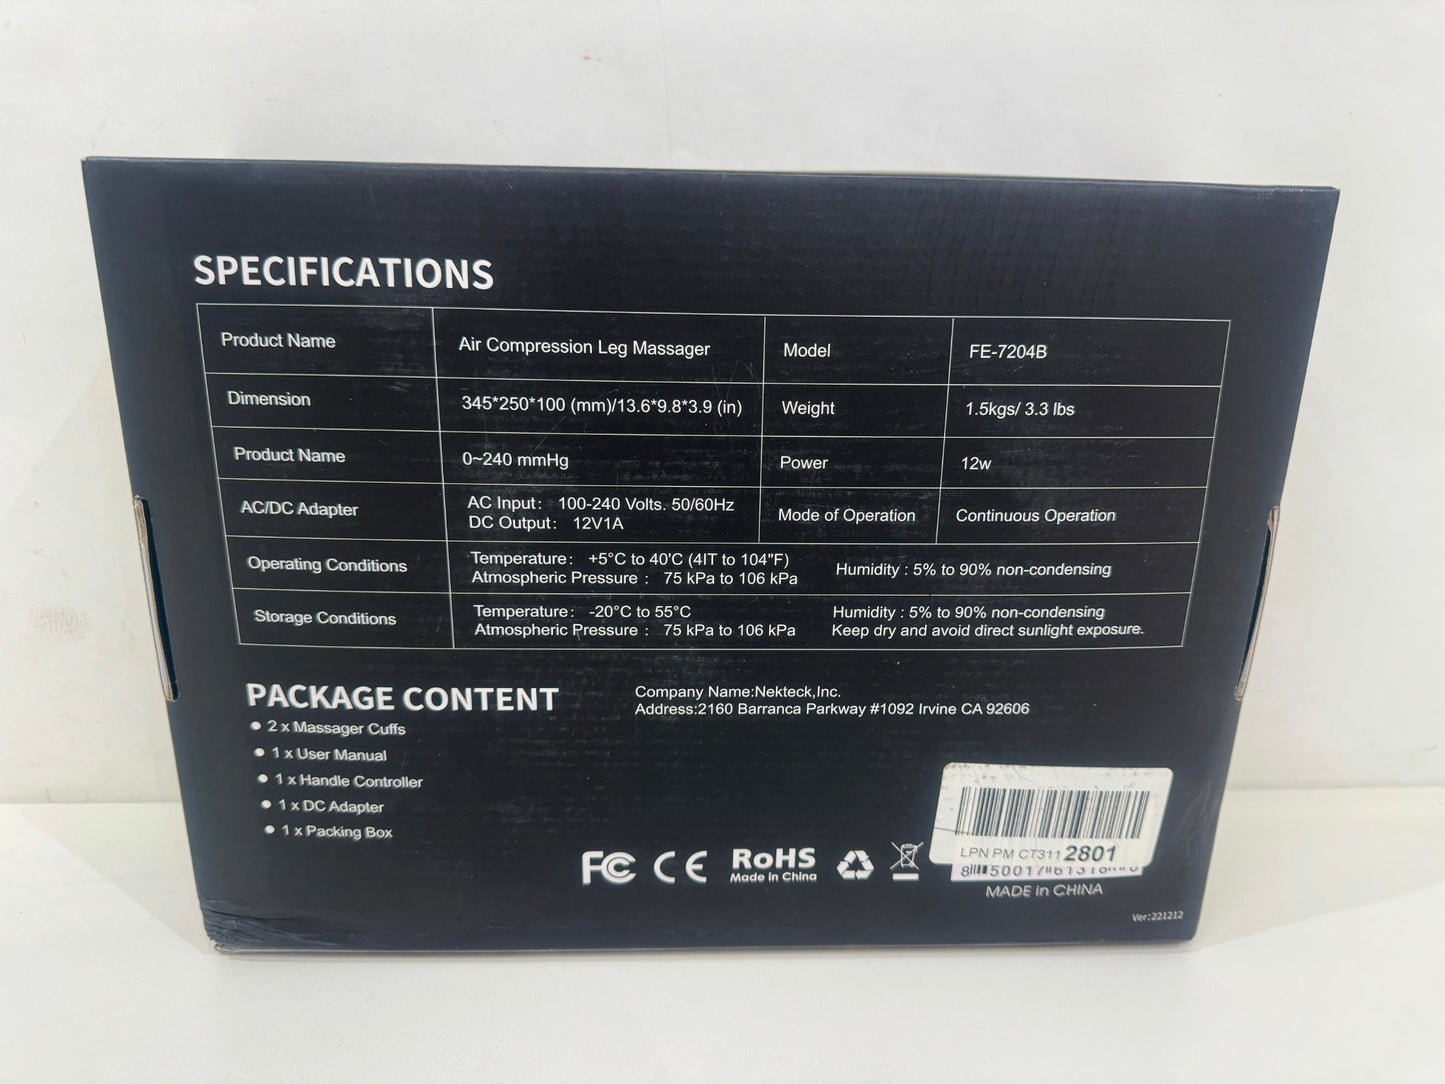 SPECIFICATIONS
Product Name Air Compression Leg Massager Model FE-7204B
Dimension 345*250*100 (mm)/13.6*9.8*3.9 (in) Weight 1.5kgs/ 3.3 lbs
Product Name 0~240 mmHg Power 12w
AC/DC Adapter AC Input: 100-240 Volts. 50/60Hz
DC Output: 12V1A
Mode of Operation Continuous Operation
Operating Conditions Temperature: +5°C to 40'C (4IT to 104"F)
Atmospheric Pressure : 75 kPa to 106 kPa
Humidity : 5% to 90% non-condensing
Storage Conditions Temperature: -20°C to 55°C
Atmospheric Pressure : 75 kPa to 106 kPa
Humidity : 5% to 90% non-condensing
Keep dry and avoid direct sunlight exposure.
PACKAGE CONTENT
2 x Massager Cuffs
1 x User Manual
1 x Handle Controller
1 x DC Adapter
1 x Packing Box
Company Name:Nekteck,Inc.
Address:2160 Barranca Parkway #1092 Irvine CA 92606
FC CE RoHS
Made in China
LPN PM CT311 2801
MADE in CHINA
Ver:221212